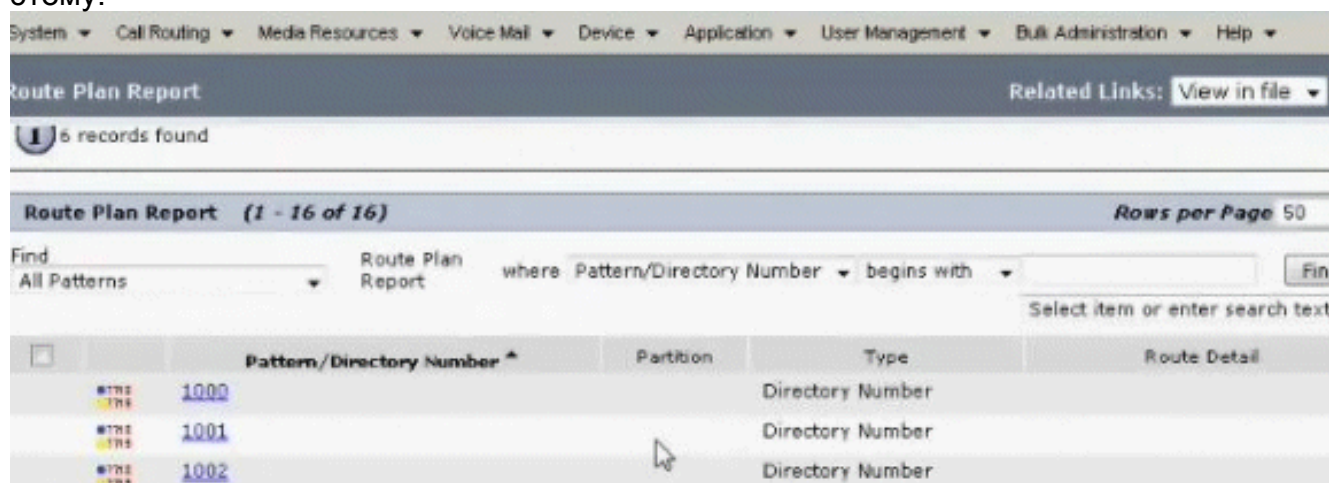 этому:
System Call Routing Media Resources Voice Mail Device Application User Management Bulk Administration Help
Route Plan Report Related Links: View in file
1 6 records found
Route Plan Report (1 - 16 of 16) Rows per Page 50
Find All Patterns Route Plan Report where Pattern/Directory Number begins with Fin
Select item or enter search text
Pattern/Directory Number Partition Type Route Detail
1000 Directory Number
1001 Directory Number
1002 Directory Number